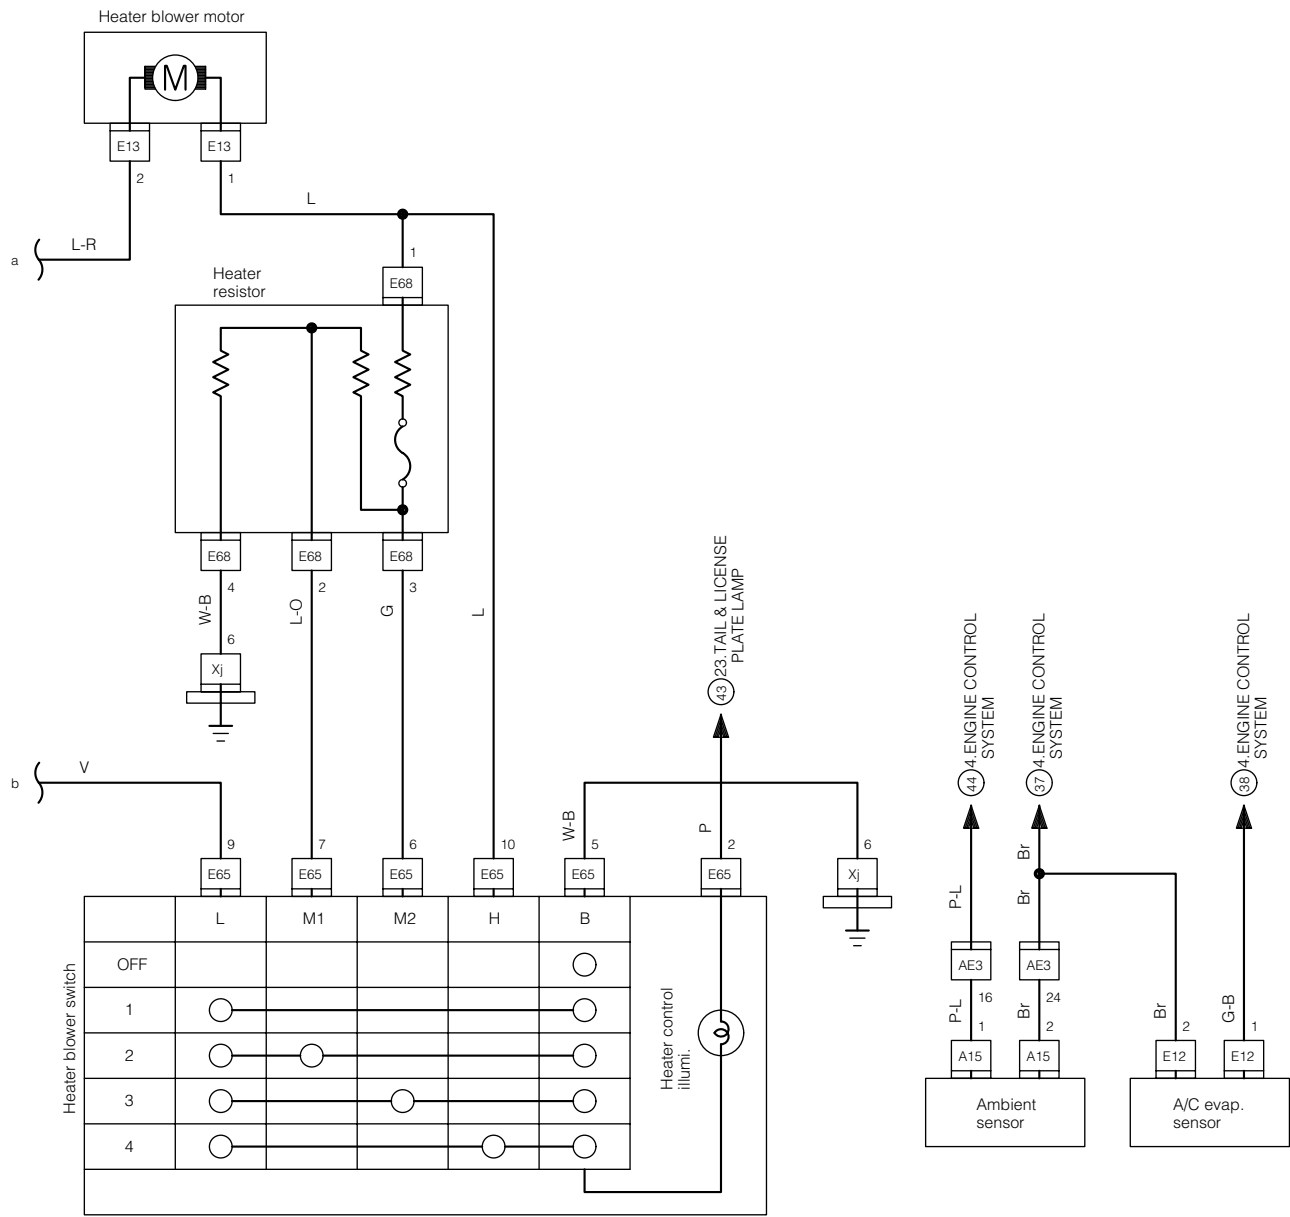 Heater blower motor
M
E13
E13
2
1
L
L-R
a
1
Heater
resistor
E68
E68
E68
E68
4
2
3
W-B
L-O
G
L
6
Xj
43
23.TAIL & LICENSE
PLATE LAMP
44
4.ENGINE CONTROL
SYSTEM
37
4.ENGINE CONTROL
SYSTEM
38
4.ENGINE CONTROL
SYSTEM
b
V
9
7
6
10
W-B
5
P
2
6
E65
E65
E65
E65
E65
E65
Xj
Br
P-L
Br
L
M1
M2
H
B
OFF
1
2
3
4
Heater blower switch
Heater control
illumi.
AE3
AE3
16
24
P-L
Br
Br
G-B
1
2
2
1
A15
A15
E12
E12
Ambient
sensor
A/C evap.
sensor